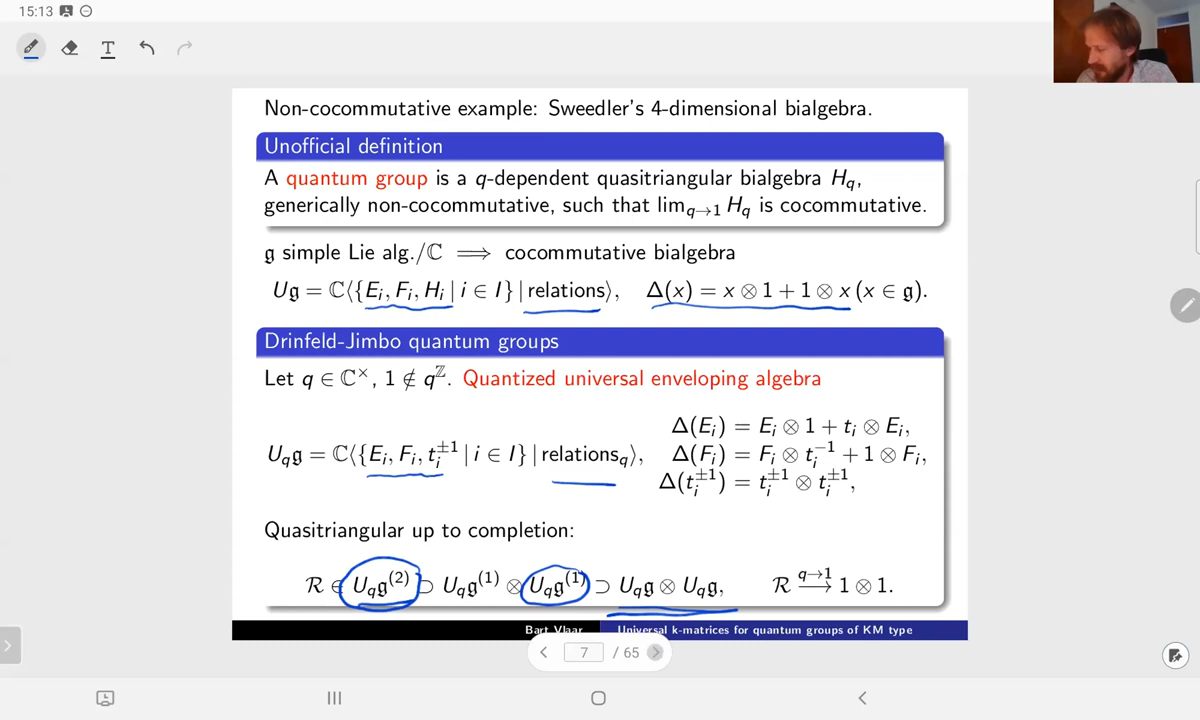 15:13
Non-cocommutative example: Sweedler's 4-dimensional bialgebra.
Unofficial definition
A quantum group is a q-dependent quasitriangular bialgebra H_q,
generically non-cocommutative, such that lim_{q→1} H_q is cocommutative.
𝔤 simple Lie alg./ℂ ⟹ cocommutative bialgebra
U𝔤 = ℂ⟨{E_i, F_i, H_i | i ∈ I} | relations⟩, Δ(x) = x ⊗ 1 + 1 ⊗ x (x ∈ 𝔤).
Drinfeld-Jimbo quantum groups
Let q ∈ ℂ^×, 1 ∉ q^ℤ. Quantized universal enveloping algebra
Δ(E_i) = E_i ⊗ 1 + t_i ⊗ E_i,
U_q𝔤 = ℂ⟨{E_i, F_i, t_i^{±1} | i ∈ I} | relations_q⟩, Δ(F_i) = F_i ⊗ t_i^{-1} + 1 ⊗ F_i,
Δ(t_i^{±1}) = t_i^{±1} ⊗ t_i^{±1},
Quasitriangular up to completion:
ℛ ∈ U_q𝔤^{(2)} ⊃ U_q𝔤^{(1)} ⊗ U_q𝔤^{(1)} ⊃ U_q𝔤 ⊗ U_q𝔤, ℛ →^{q→1} 1 ⊗ 1.
Bart Vlaar Universal k-matrices for quantum groups of KM type
7 / 65